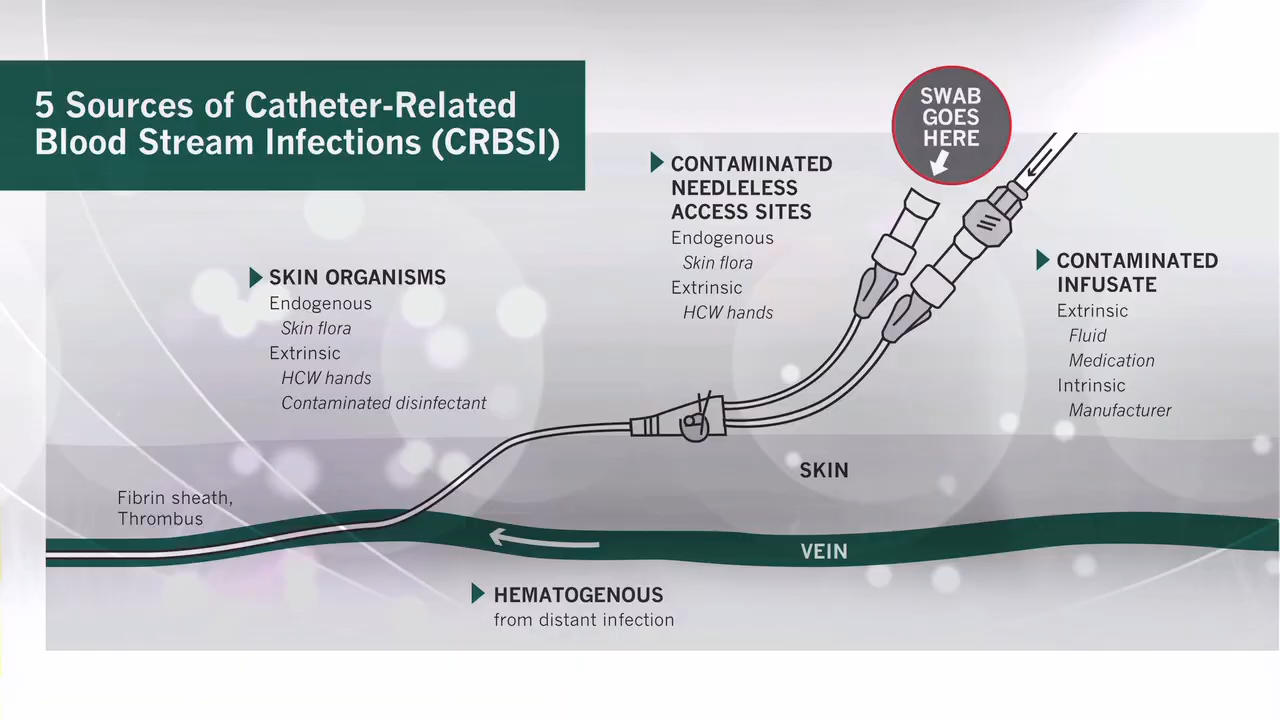 5 Sources of Catheter-Related
Blood Stream Infections (CRBSI)
SWAB
GOES
HERE
CONTAMINATED
NEEDLELESS
ACCESS SITES
Endogenous
Skin flora
Extrinsic
HCW hands
CONTAMINATED
INFUSATE
Extrinsic
Fluid
Medication
Intrinsic
Manufacturer
SKIN ORGANISMS
Endogenous
Skin flora
Extrinsic
HCW hands
Contaminated disinfectant
SKIN
Fibrin sheath,
Thrombus
VEIN
HEMATOGENOUS
from distant infection